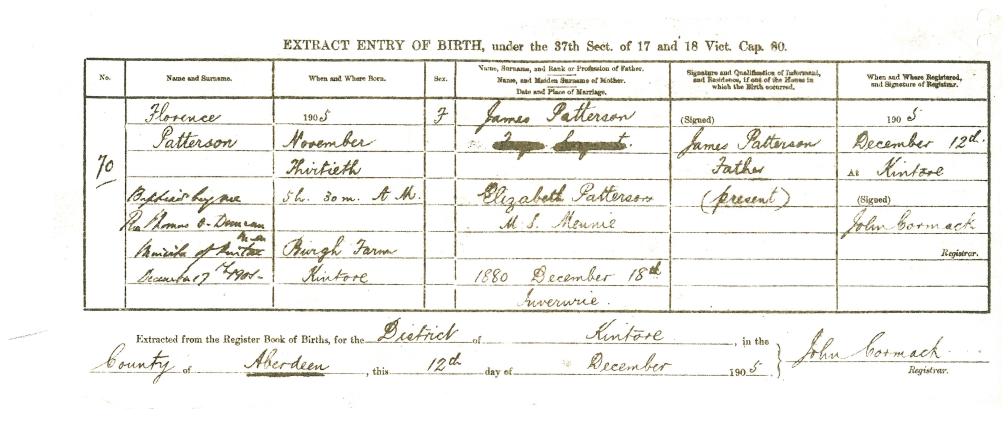 EXTRACT ENTRY OF BIRTH, under the 37th Sect. of 17 and 18 Vict. Cap. 80.
No.
Name and Surname.
When and Where Born.
Sex.
Name, Surname, and Rank or Profession of Father.
Name, and Maiden Surname of Mother.
Date and Place of Marriage.
Signature and Qualification of Informant,
and Residence, if out of the House in
which the Birth occurred.
When and Where Registered,
and Signature of Registrar.
70
Florence
Patterson
Baptised by me
Rev Thomas Duncan
Minister of Kintore
December 17th 1905
1905
November
Thirtieth
5h. 30m. A M.
Burgh Farm
Kintore
F
James Patterson
Elizabeth Patterson
M. S. Mennie
1880 December 18th
Inverurie.
(Signed)
James Patterson
Father
(present)
1905
December 12th.
At Kintore
(Signed)
John Cormack
Registrar.
Extracted from the Register Book of Births, for the District of Kintore, in the
County of Aberdeen, this 12th day of December 1905.
John Cormack
Registrar.